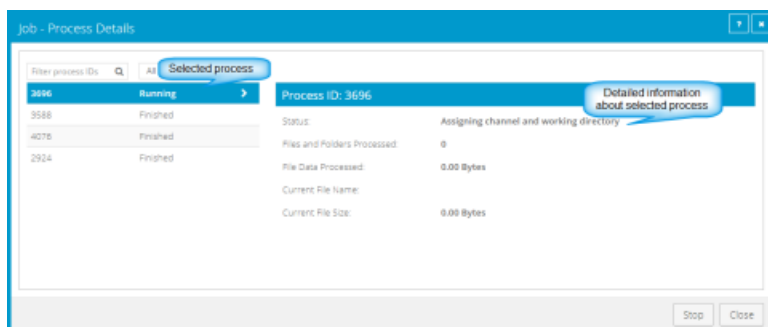 Job - Process Details
Filter process IDs
All
Selected process
3696 Running
3588 Finished
4076 Finished
2924 Finished
Process ID: 3696
Detailed information
about selected process
Status: Assigning channel and working directory
Files and Folders Processed: 0
File Data Processed: 0.00 Bytes
Current File Name:
Current File Size: 0.00 Bytes
Stop Close